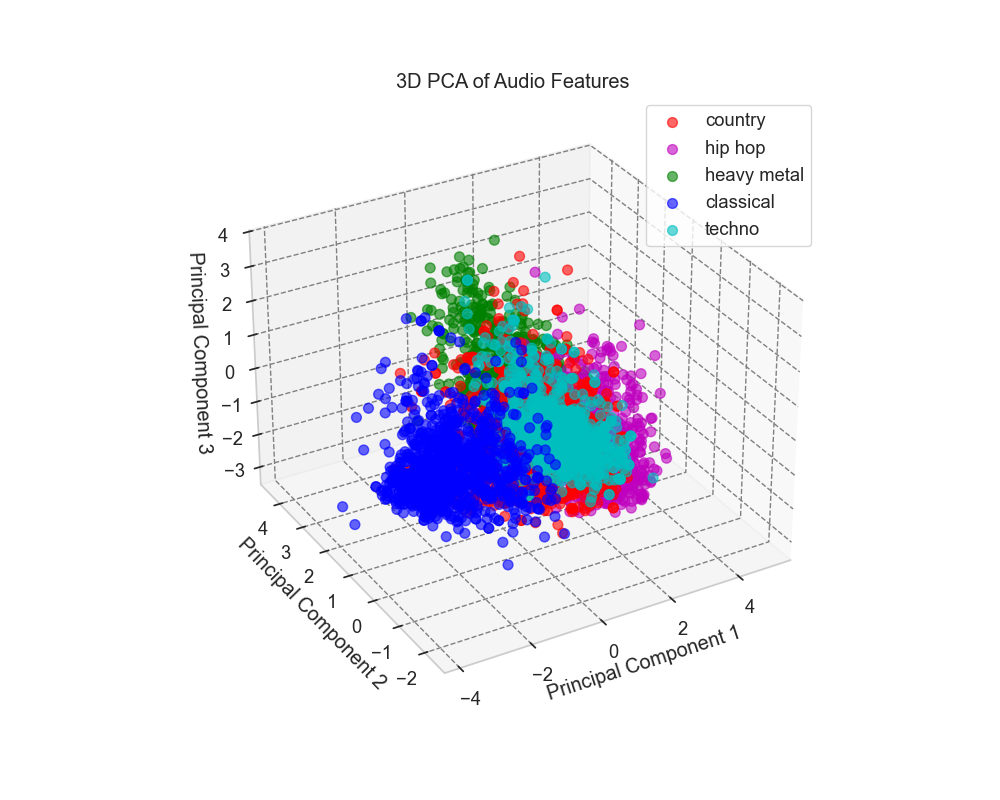 3D PCA of Audio Features
country
hip hop
heavy metal
classical
techno
4
3
2
1
0
−1
−2
−3
Principal Component 3
4
3
2
1
0
−1
−2
Principal Component 2
−4
−2
0
2
4
Principal Component 1